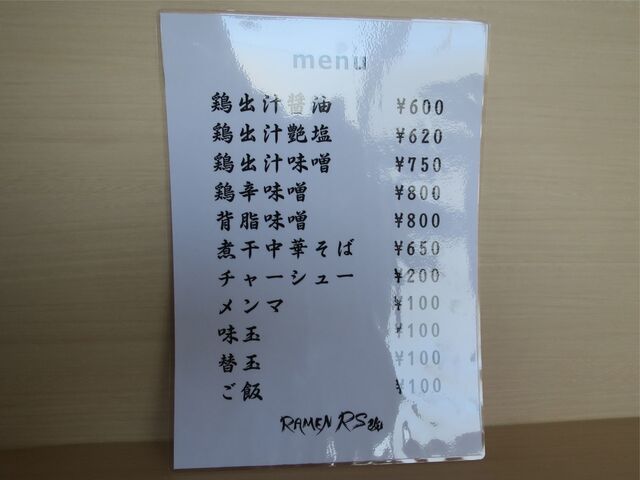 menu
鶏出汁醤油 ¥600
鶏出汁艶塩 ¥620
鶏出汁味噌 ¥750
鶏辛味噌 ¥800
背脂味噌 ¥800
煮干中華そば ¥650
チャーシュー ¥200
メンマ ¥100
味玉 ¥100
替玉 ¥100
ご飯 ¥100
RAMEN RS